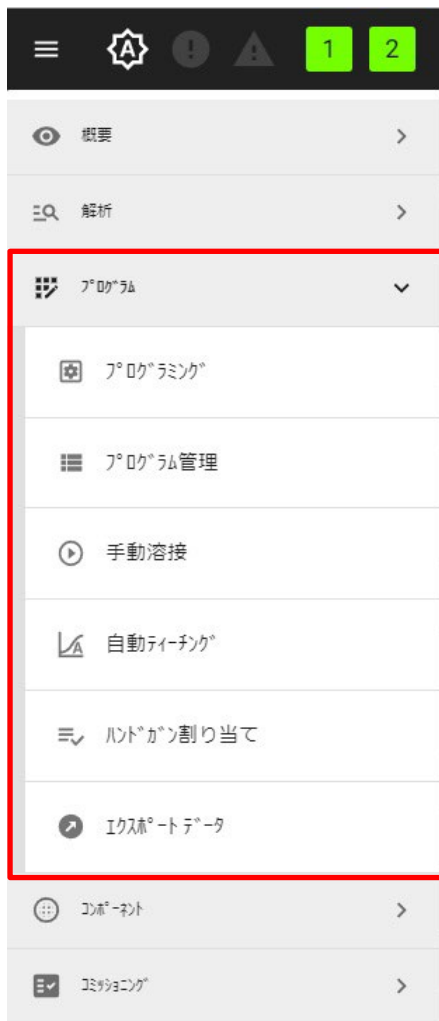 A
1 2
概要
解析
ﾌﾟﾛｸﾞﾗﾑ
ﾌﾟﾛｸﾞﾗﾐﾝｸﾞ
ﾌﾟﾛｸﾞﾗﾑ管理
手動溶接
自動ﾃｨｰﾁﾝｸﾞ
ﾊﾝﾄﾞｶﾞﾝ割り当て
ｴｸｽﾎﾟｰﾄ ﾃﾞｰﾀ
ｺﾝﾎﾟｰﾈﾝﾄ
ｺﾐｯｼｮﾆﾝｸﾞ